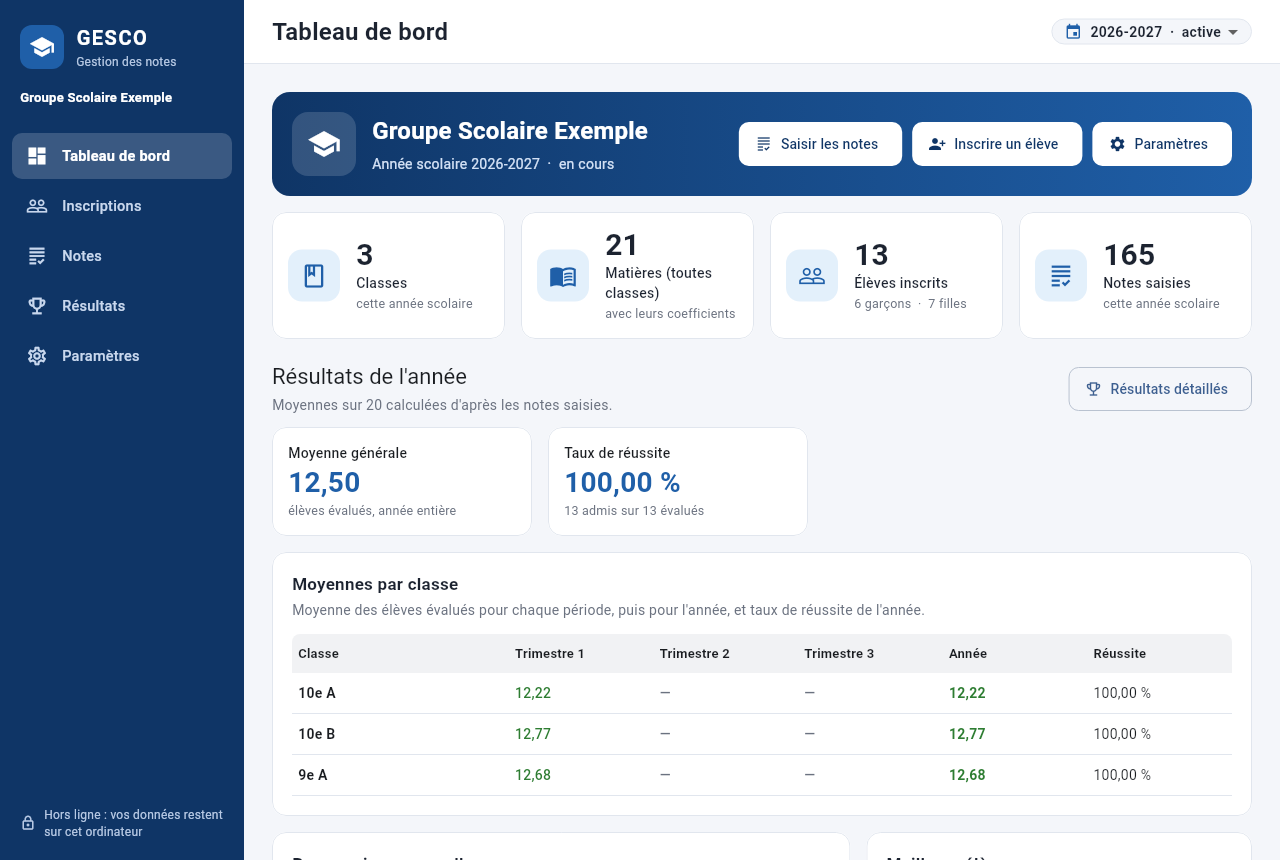 GESCO
Gestion des notes
Groupe Scolaire Exemple
Tableau de bord
Inscriptions
Notes
Résultats
Paramètres
Hors ligne : vos données restent
sur cet ordinateur
Tableau de bord
2026-2027 · active
Groupe Scolaire Exemple
Année scolaire 2026-2027 · en cours
Saisir les notes
Inscrire un élève
Paramètres
3
Classes
cette année scolaire
21
Matières (toutes
classes)
avec leurs coefficients
13
Élèves inscrits
6 garçons · 7 filles
165
Notes saisies
cette année scolaire
Résultats de l'année
Moyennes sur 20 calculées d'après les notes saisies.
Résultats détaillés
Moyenne générale
12,50
élèves évalués, année entière
Taux de réussite
100,00 %
13 admis sur 13 évalués
Moyennes par classe
Moyenne des élèves évalués pour chaque période, puis pour l'année, et taux de réussite de l'année.
Classe Trimestre 1 Trimestre 2 Trimestre 3 Année Réussite
10e A 12,22 — — 12,22 100,00 %
10e B 12,77 — — 12,77 100,00 %
9e A 12,68 — — 12,68 100,00 %